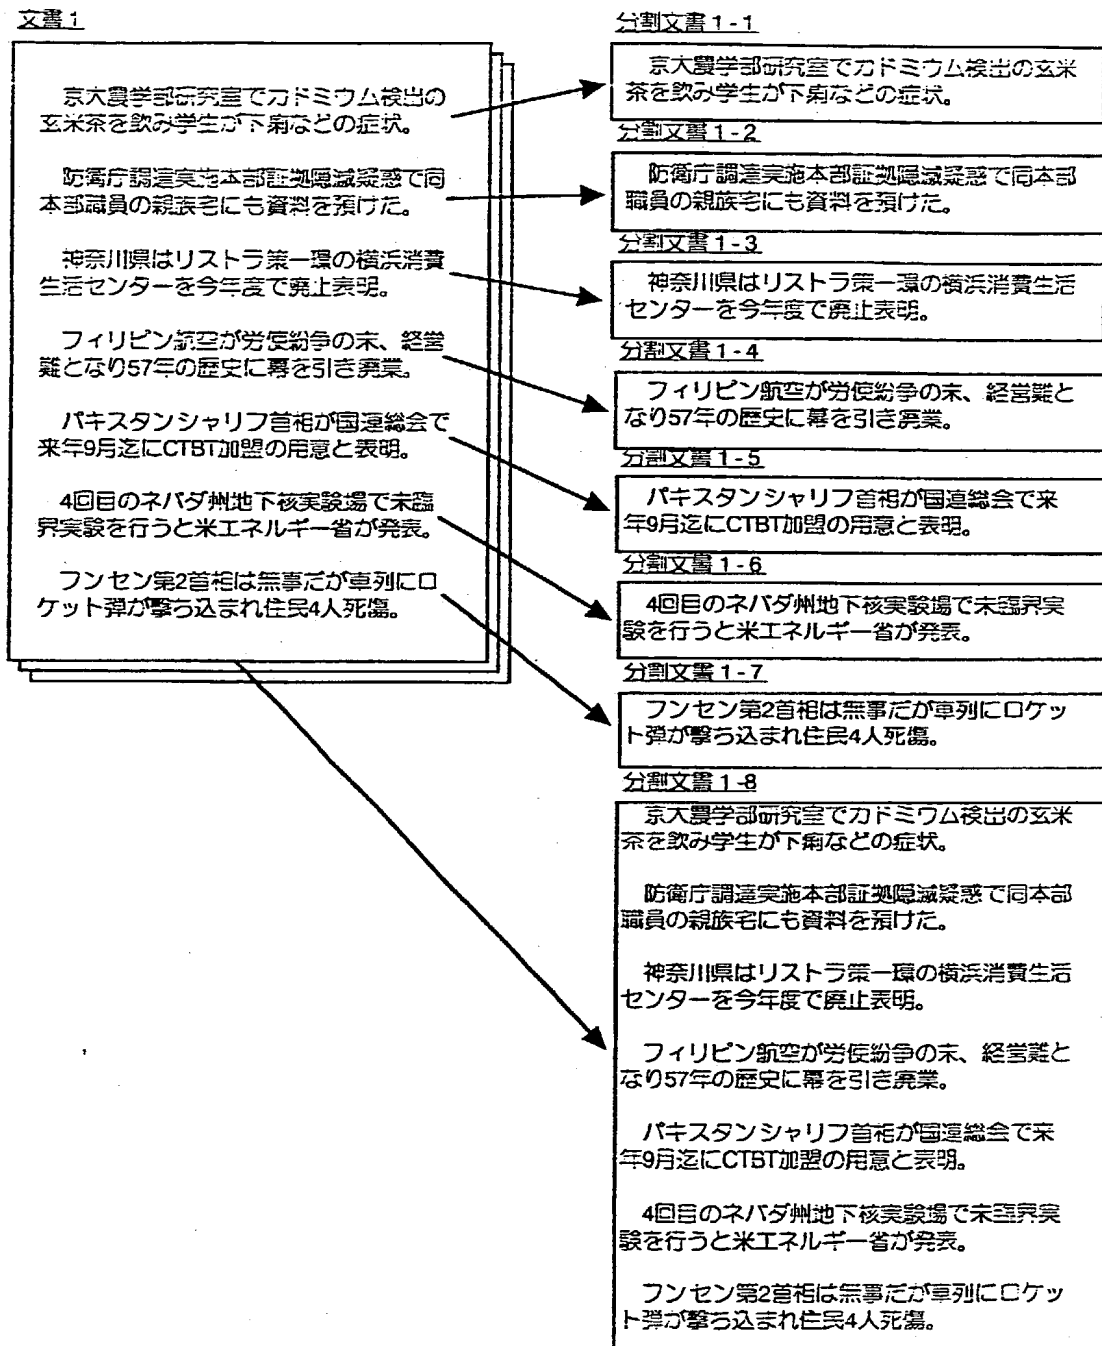 文書1
京大農学部研究室でカドミウム検出の
玄米茶を飲み学生が下痢などの症状。
防衛庁調達実施本部証拠隠滅疑惑で同
本部職員の親族宅にも資料を預けた。
神奈川県はリストラ策一環の横浜消費
生活センターを今年度で廃止表明。
フィリピン航空が労使紛争の末、経営
難となり57年の歴史に幕を引き廃業。
パキスタンシャリフ首相が国連総会で
来年9月迄にCTBT加盟の用意と表明。
4回目のネバダ州地下核実験場で未臨
界実験を行うと米エネルギー省が発表。
フンセン第2首相は無事だが車列にロ
ケット弾が撃ち込まれ住民4人死傷。
分割文書1-1
京大農学部研究室でカドミウム検出の玄米
茶を飲み学生が下痢などの症状。
分割文書1-2
防衛庁調達実施本部証拠隠滅疑惑で同本部
職員の親族宅にも資料を預けた。
分割文書1-3
神奈川県はリストラ策一環の横浜消費生活
センターを今年度で廃止表明。
分割文書1-4
フィリピン航空が労使紛争の末、経営難と
なり57年の歴史に幕を引き廃業。
分割文書1-5
パキスタンシャリフ首相が国連総会で来
年9月迄にCTBT加盟の用意と表明。
分割文書1-6
4回目のネバダ州地下核実験場で未臨界実
験を行うと米エネルギー省が発表。
分割文書1-7
フンセン第2首相は無事だが車列にロケッ
ト弾が撃ち込まれ住民4人死傷。
分割文書1-8
京大農学部研究室でカドミウム検出の玄米
茶を飲み学生が下痢などの症状。
防衛庁調達実施本部証拠隠滅疑惑で同本部
職員の親族宅にも資料を預けた。
神奈川県はリストラ策一環の横浜消費生活
センターを今年度で廃止表明。
フィリピン航空が労使紛争の末、経営難と
なり57年の歴史に幕を引き廃業。
パキスタンシャリフ首相が国連総会で来
年9月迄にCTBT加盟の用意と表明。
4回目のネバダ州地下核実験場で未臨界実
験を行うと米エネルギー省が発表。
フンセン第2首相は無事だが車列にロケッ
ト弾が撃ち込まれ住民4人死傷。